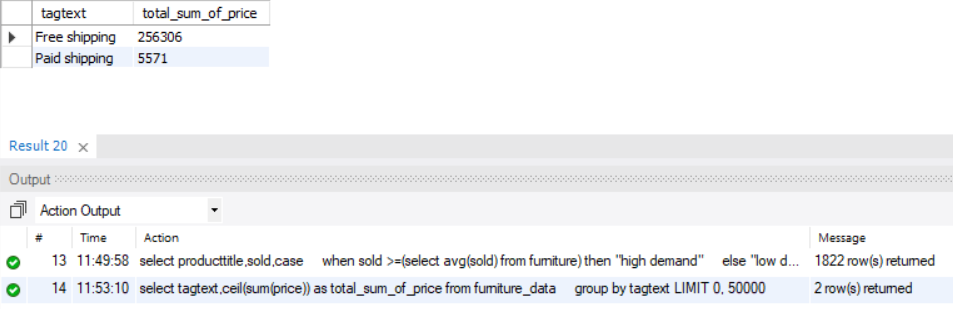 tagtext total_sum_of_price
Free shipping 256306
Paid shipping 5571
Result 20
Output
Action Output
# Time Action Message
13 11:49:58 select producttitle,sold,case when sold >=(select avg(sold) from furniture) then "high demand" else "low d... 1822 row(s) returned
14 11:53:10 select tagtext,ceil(sum(price)) as total_sum_of_price from furniture_data group by tagtext LIMIT 0, 50000 2 row(s) returned